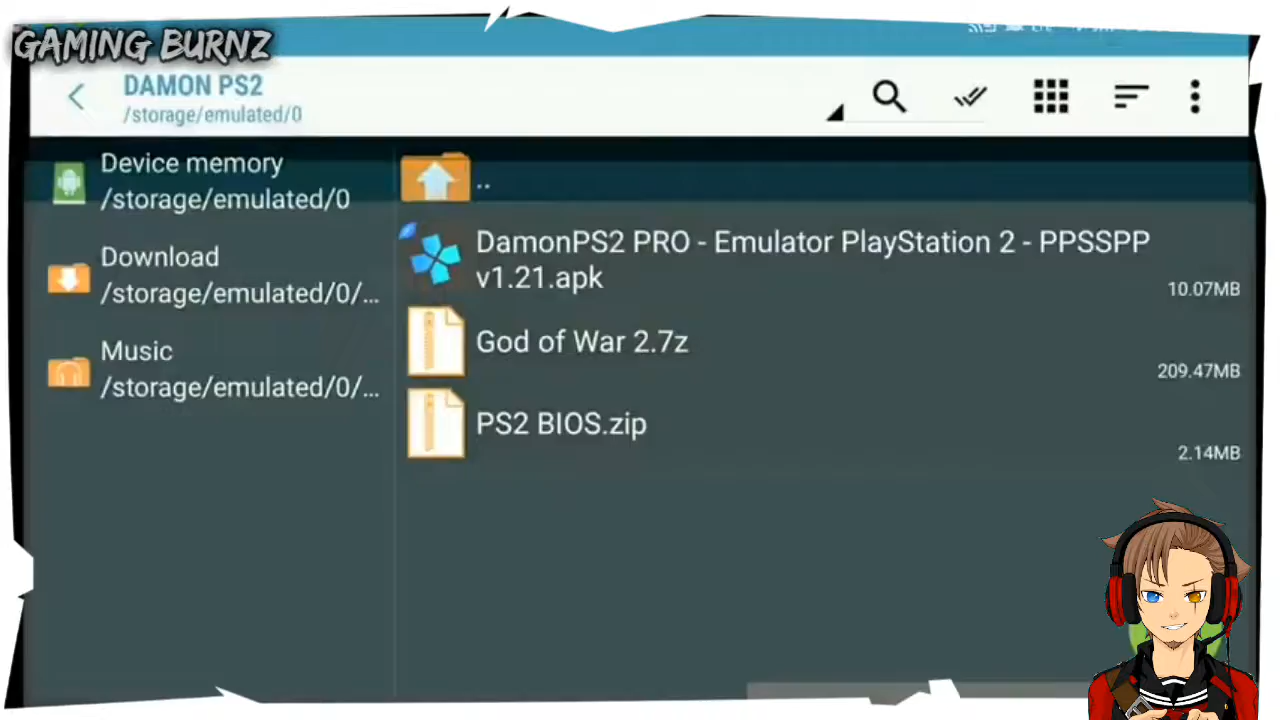 GAMING BURNZ
DAMON PS2
/storage/emulated/0
Device memory
/storage/emulated/0
Download
/storage/emulated/0/...
Music
/storage/emulated/0/...
..
DamonPS2 PRO - Emulator PlayStation 2 - PPSSPP
v1.21.apk
10.07MB
God of War 2.7z
209.47MB
PS2 BIOS.zip
2.14MB